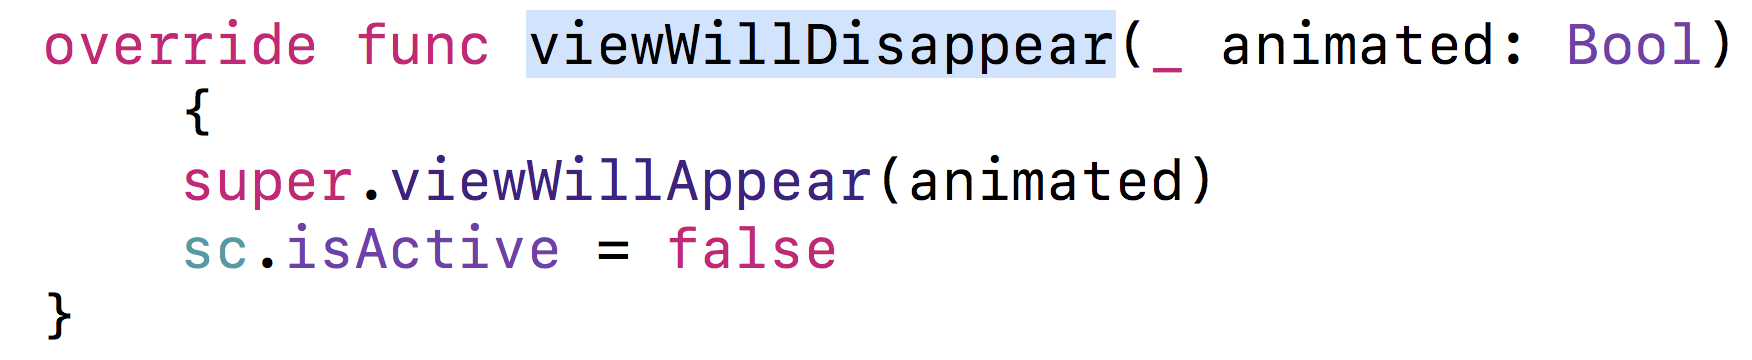 override func viewWillDisappear(_ animated: Bool)
    {
    super.viewWillAppear(animated)
    sc.isActive = false
}